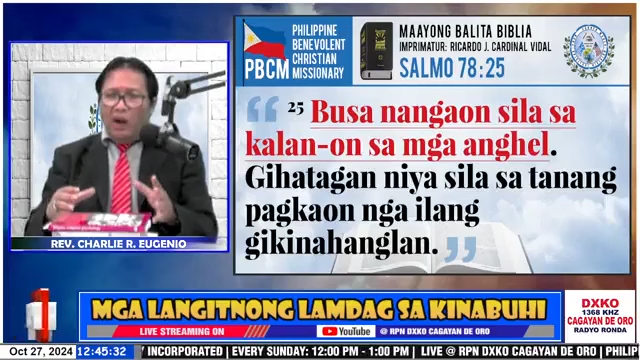 PBCM
PHILIPPINE
BENEVOLENT
CHRISTIAN
MISSIONARY
MAAYONG BALITA BIBLIA
IMPRIMATUR: RICARDO J. CARDINAL VIDAL
SALMO 78:25
“ 25 Busa nangaon sila sa
kalan-on sa mga anghel.
Gihatagan niya sila sa tanang
pagkaon nga ilang
gikinahanglan. ”
REV. CHARLIE R. EUGENIO
1
MGA LANGITNONG LAMDAG SA KINABUHI
LIVE STREAMING ON YouTube @ RPN DXKO CAGAYAN DE ORO
DXKO
1368 KHZ
CAGAYAN DE ORO
RADYO RONDA
Oct 27, 2024 12:45:32 INCORPORATED | EVERY SUNDAY: 12:00 PM - 1:00 PM | LIVE @ RPN DXKO CAGAYAN DE ORO | PHIL